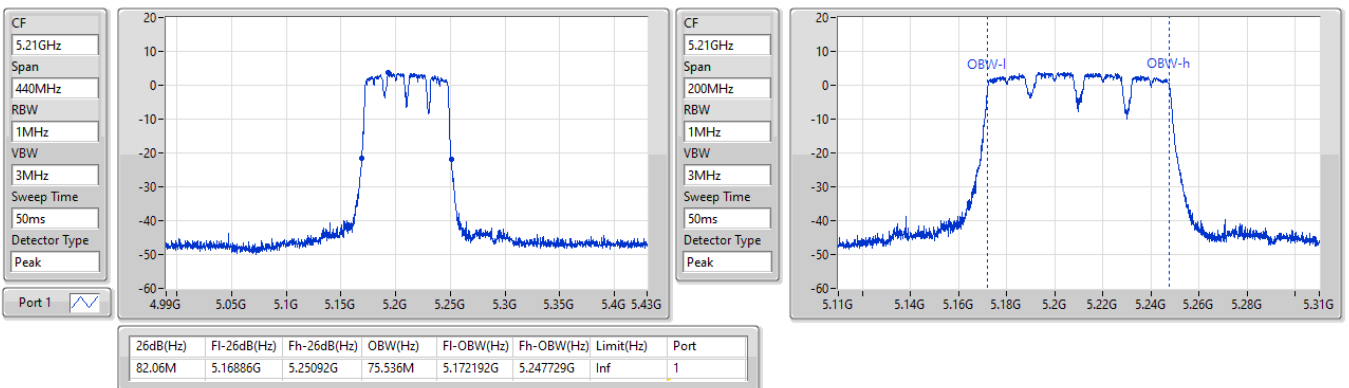 CF
5.21GHz
Span
440MHz
RBW
1MHz
VBW
3MHz
Sweep Time
50ms
Detector Type
Peak
Port 1
20
10
0
-10
-20
-30
-40
-50
-60
4.99G 5.05G 5.1G 5.15G 5.2G 5.25G 5.3G 5.35G 5.4G 5.43G
CF
5.21GHz
Span
200MHz
RBW
1MHz
VBW
3MHz
Sweep Time
50ms
Detector Type
Peak
20
10
0
-10
-20
-30
-40
-50
-60
OBW-l OBW-h
5.11G 5.14G 5.16G 5.18G 5.2G 5.22G 5.24G 5.26G 5.28G 5.31G
26dB(Hz) Fl-26dB(Hz) Fh-26dB(Hz) OBW(Hz) Fl-OBW(Hz) Fh-OBW(Hz) Limit(Hz) Port
82.06M 5.16886G 5.25092G 75.536M 5.172192G 5.247729G Inf 1